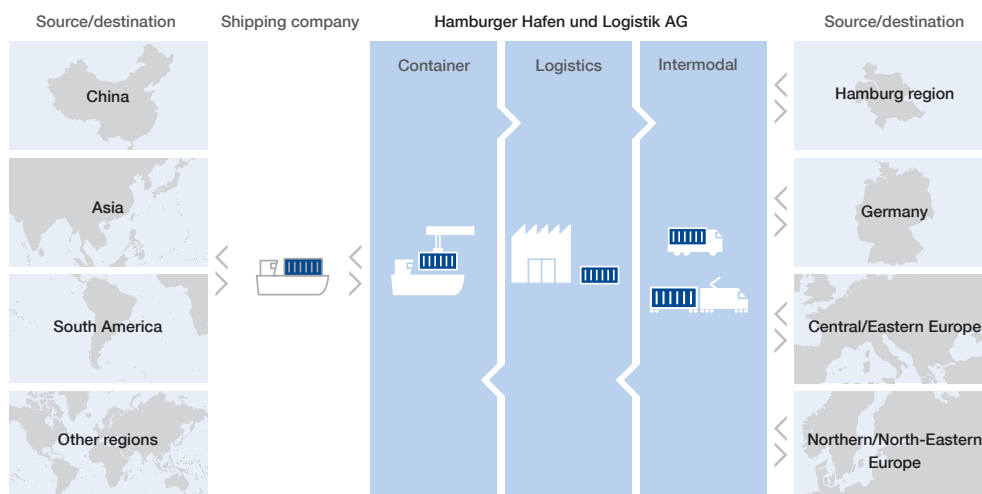 Source/destination
Shipping company
Hamburger Hafen und Logistik AG
Source/destination
Container
Logistics
Intermodal
China
Asia
South America
Other regions
Hamburg region
Germany
Central/Eastern Europe
Northern/North-Eastern
Europe